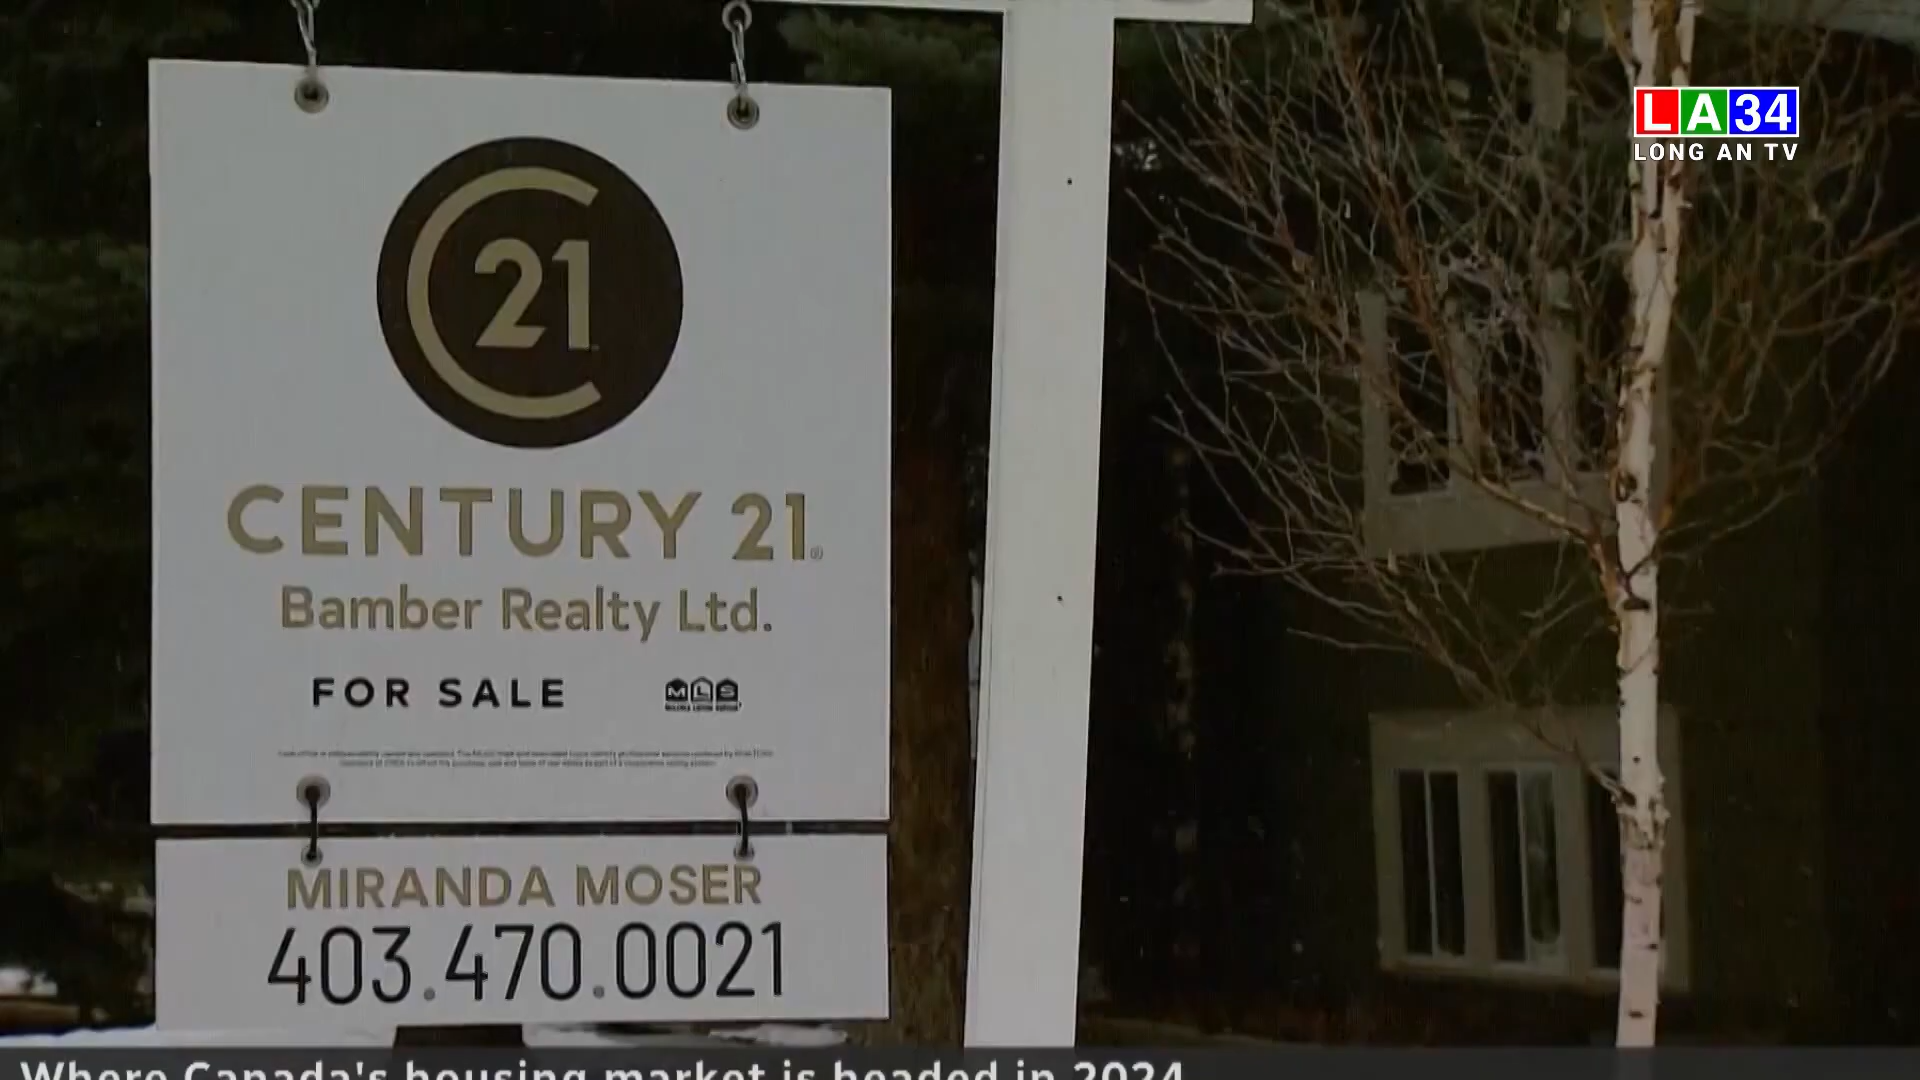 LA34
LONG AN TV
C21
CENTURY 21®
Bamber Realty Ltd.
FOR SALE
MLS
MIRANDA MOSER
403.470.0021
Where Canada's housing market is headed in 2024